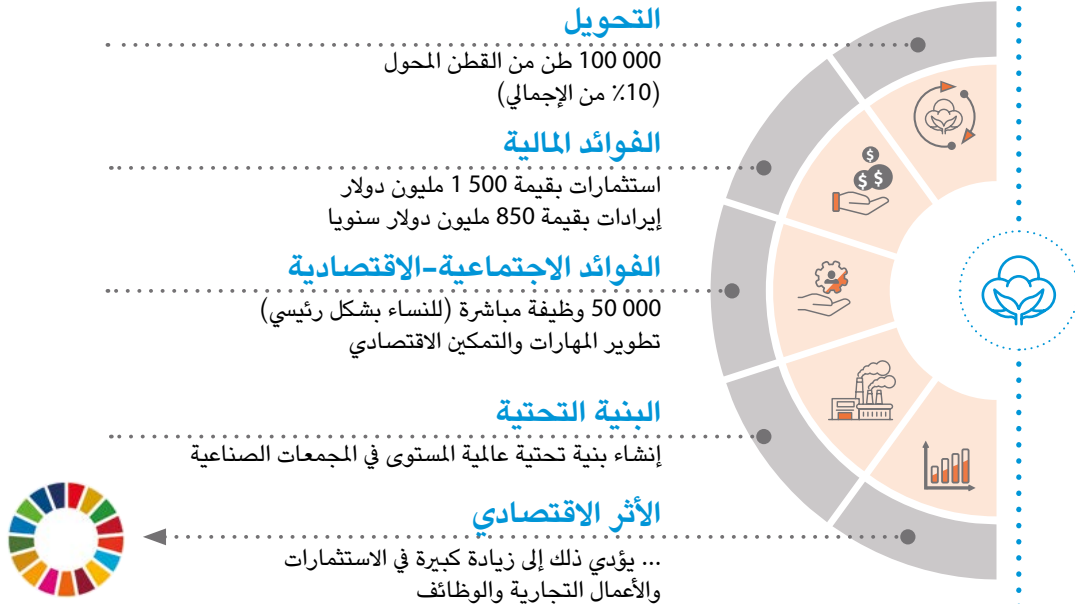 التحويل
100 000 طن من القطن المحول
(10٪ من الإجمالي)
الفوائد المالية
استثمارات بقيمة 500 1 مليون دولار
إيرادات بقيمة 850 مليون دولار سنويا
الفوائد الاجتماعية-الاقتصادية
50 000 وظيفة مباشرة (للنساء بشكل رئيسي)
تطوير المهارات والتمكين الاقتصادي
البنية التحتية
إنشاء بنية تحتية عالمية المستوى في المجمعات الصناعية
الأثر الاقتصادي
... يؤدي ذلك إلى زيادة كبيرة في الاستثمارات
والأعمال التجارية والوظائف